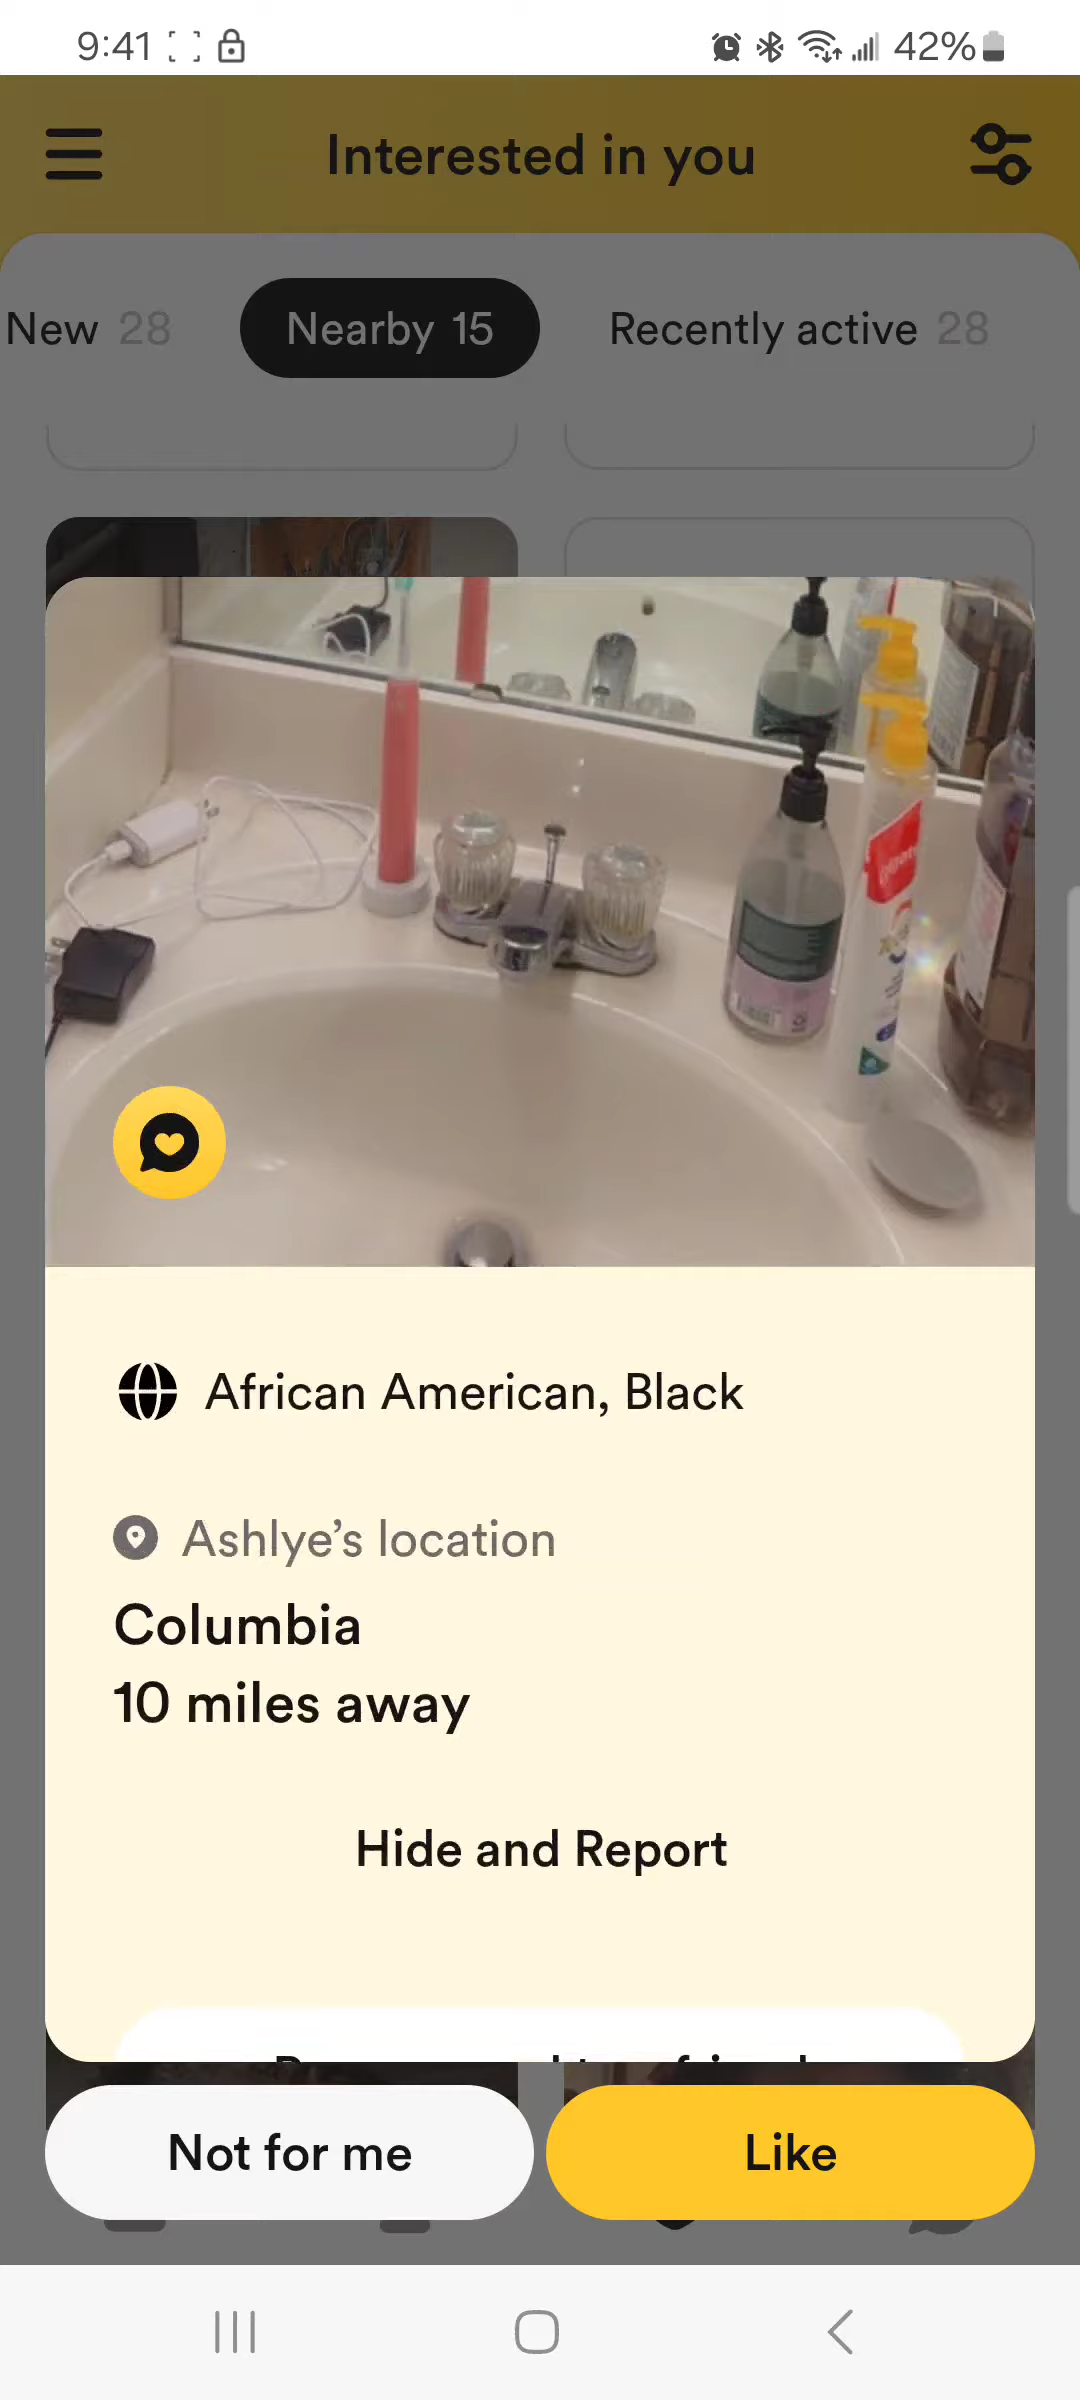 9:41
42%
Interested in you
New 28
Nearby 15
Recently active 28
African American, Black
Ashlye's location
Columbia
10 miles away
Hide and Report
Not for me
Like